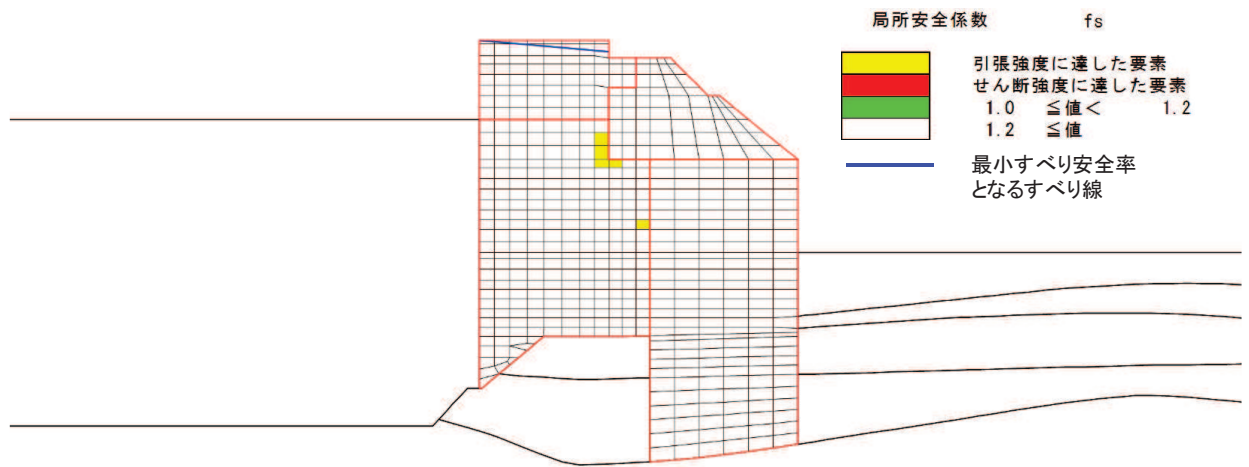 局所安全係数 fs
引張強度に達した要素
せん断強度に達した要素
1.0 ≦値< 1.2
1.2 ≦値
最小すべり安全率
となるすべり線